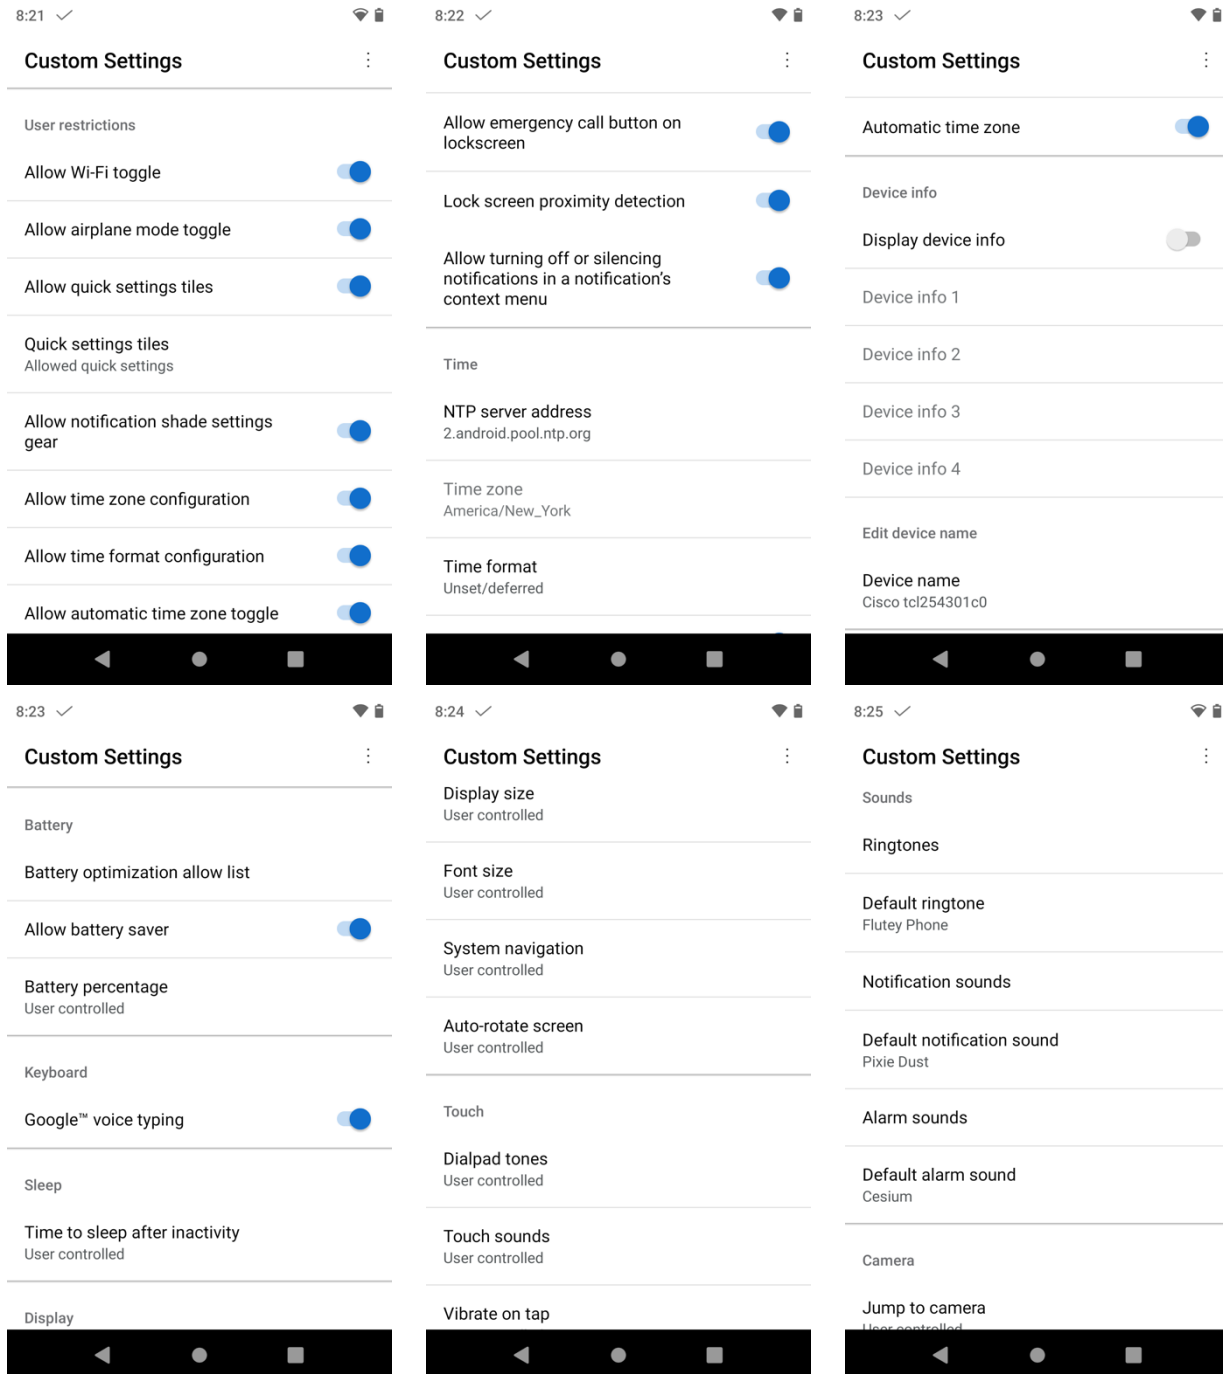 8:21
Custom Settings
User restrictions
Allow Wi-Fi toggle
Allow airplane mode toggle
Allow quick settings tiles
Quick settings tiles
Allowed quick settings
Allow notification shade settings
gear
Allow time zone configuration
Allow time format configuration
Allow automatic time zone toggle
8:22
Custom Settings
Allow emergency call button on
lockscreen
Lock screen proximity detection
Allow turning off or silencing
notifications in a notification's
context menu
Time
NTP server address
2.android.pool.ntp.org
Time zone
America/New_York
Time format
Unset/deferred
8:23
Custom Settings
Automatic time zone
Device info
Display device info
Device info 1
Device info 2
Device info 3
Device info 4
Edit device name
Device name
Cisco tcl254301c0
8:23
Custom Settings
Battery
Battery optimization allow list
Allow battery saver
Battery percentage
User controlled
Keyboard
Google™ voice typing
Sleep
Time to sleep after inactivity
User controlled
Display
8:24
Custom Settings
Display size
User controlled
Font size
User controlled
System navigation
User controlled
Auto-rotate screen
User controlled
Touch
Dialpad tones
User controlled
Touch sounds
User controlled
Vibrate on tap
8:25
Custom Settings
Sounds
Ringtones
Default ringtone
Flutey Phone
Notification sounds
Default notification sound
Pixie Dust
Alarm sounds
Default alarm sound
Cesium
Camera
Jump to camera
User controlled